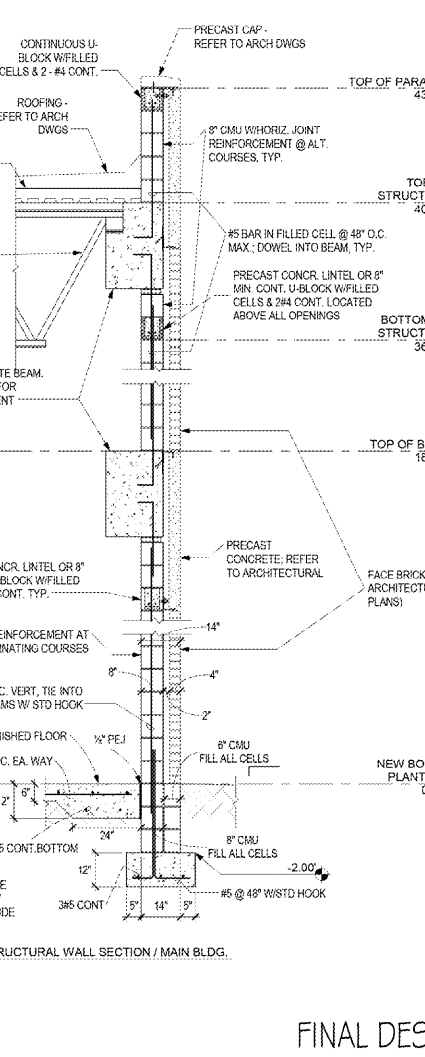 PRECAST CAP -
REFER TO ARCH DWGS
CONTINUOUS U-
BLOCK W/FILLED
CELLS & 2 - #4 CONT.
TOP OF PARA
43
ROOFING -
EFER TO ARCH
DWGS
8" CMU W/HORIZ. JOINT
REINFORCEMENT @ ALT.
COURSES, TYP.
TO
STRUCT
40
#5 BAR IN FILLED CELL @ 48" O.C.
MAX.; DOWEL INTO BEAM, TYP.
PRECAST CONCR. LINTEL OR 8"
MIN. CONT. U-BLOCK W/FILLED
CELLS & 2#4 CONT. LOCATED
ABOVE ALL OPENINGS
BOTTOM
STRUCT
36
TE BEAM.
FOR
ENT
TOP OF B
PRECAST
CONCRETE; REFER
TO ARCHITECTURAL
NCR. LINTEL OR 8"
-BLOCK W/FILLED
CONT. TYP.
FACE BRICK
ARCHITECTU
PLANS)
14"
EINFORCEMENT AT
RNATING COURSES
8"
4"
2"
C. VERT, TIE INTO
MS W/ STD HOOK
NISHED FLOOR
½" PEJ
6" CMU
FILL ALL CELLS
C. EA. WAY
NEW BO
PLANT
2"
6"
24"
5 CONT.BOTTOM
8" CMU
FILL ALL CELLS
12"
-2.00'
#5 @ 48" W/STD HOOK
3#5 CONT
5"
14"
5"
DE
RUCTURAL WALL SECTION / MAIN BLDG.
FINAL DES